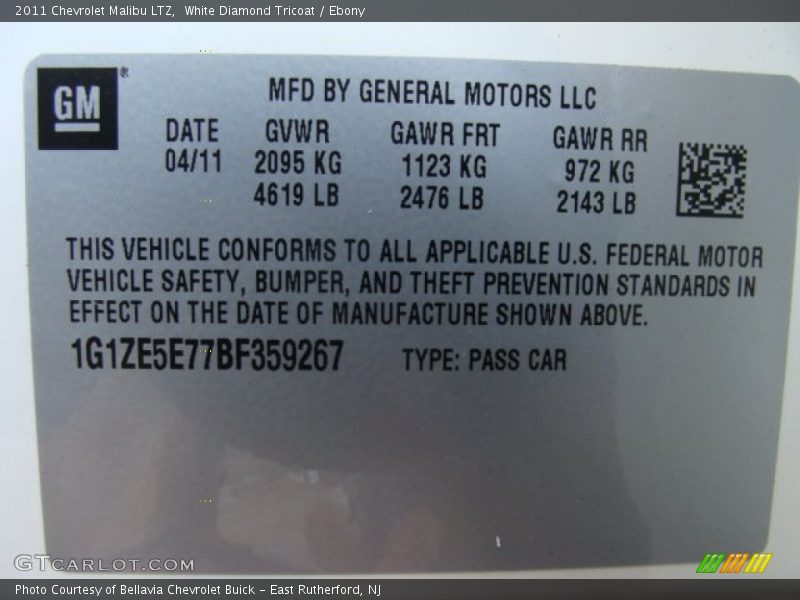 2011 Chevrolet Malibu LTZ,  White Diamond Tricoat / Ebony
GM®
MFD BY GENERAL MOTORS LLC
DATE GVWR GAWR FRT GAWR RR
04/11 2095 KG 1123 KG 972 KG
4619 LB 2476 LB 2143 LB
THIS VEHICLE CONFORMS TO ALL APPLICABLE U.S. FEDERAL MOTOR
VEHICLE SAFETY, BUMPER, AND THEFT PREVENTION STANDARDS IN
EFFECT ON THE DATE OF MANUFACTURE SHOWN ABOVE.
1G1ZE5E77BF359267 TYPE: PASS CAR
GTCARLOT.COM
Photo Courtesy of Bellavia Chevrolet Buick – East Rutherford, NJ